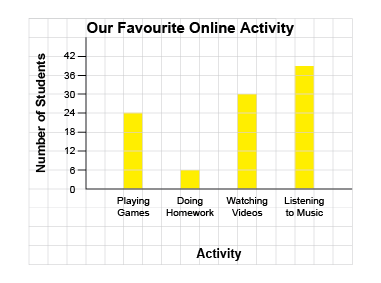 Our Favourite Online Activity
Number of Students
42
36
30
24
18
12
6
0
Playing
Games
Doing
Homework
Watching
Videos
Listening
to Music
Activity